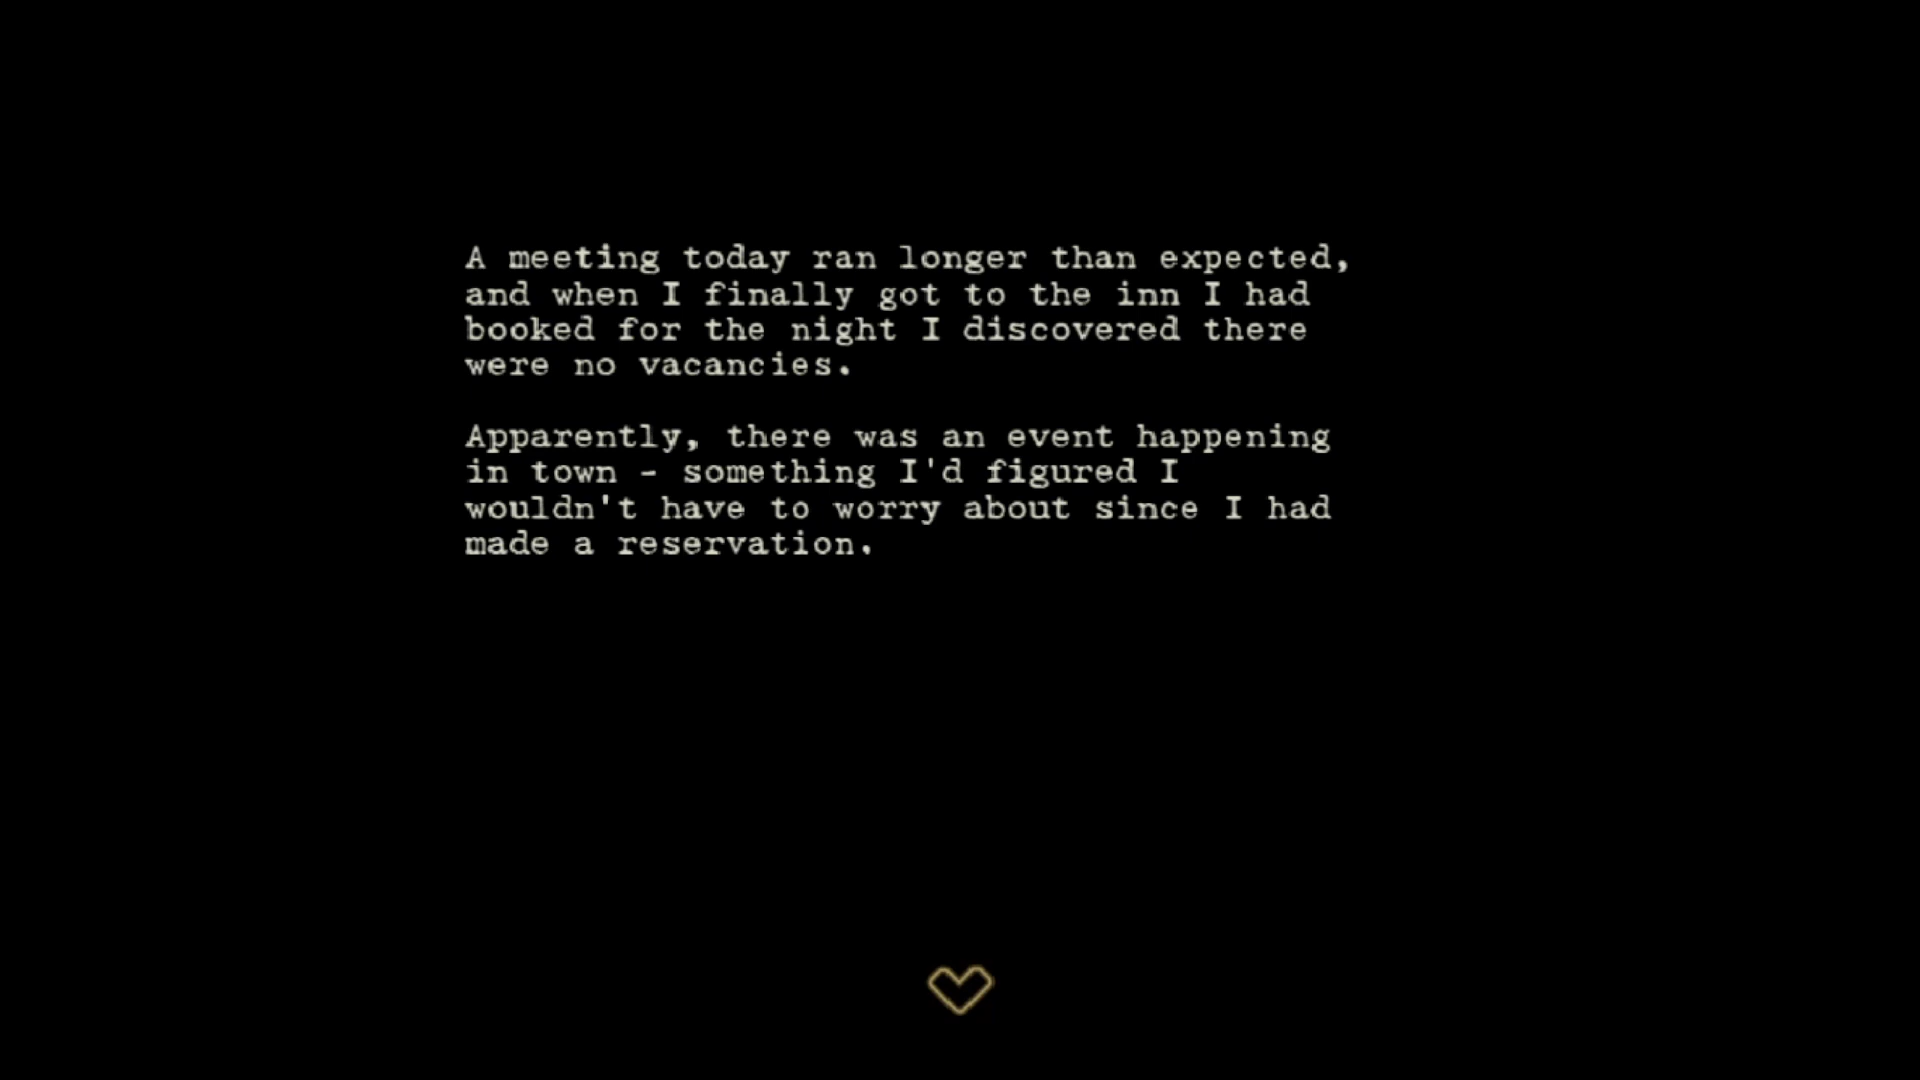 A meeting today ran longer than expected,
and when I finally got to the inn I had
booked for the night I discovered there
were no vacancies.
Apparently, there was an event happening
in town - something I'd figured I
wouldn't have to worry about since I had
made a reservation.